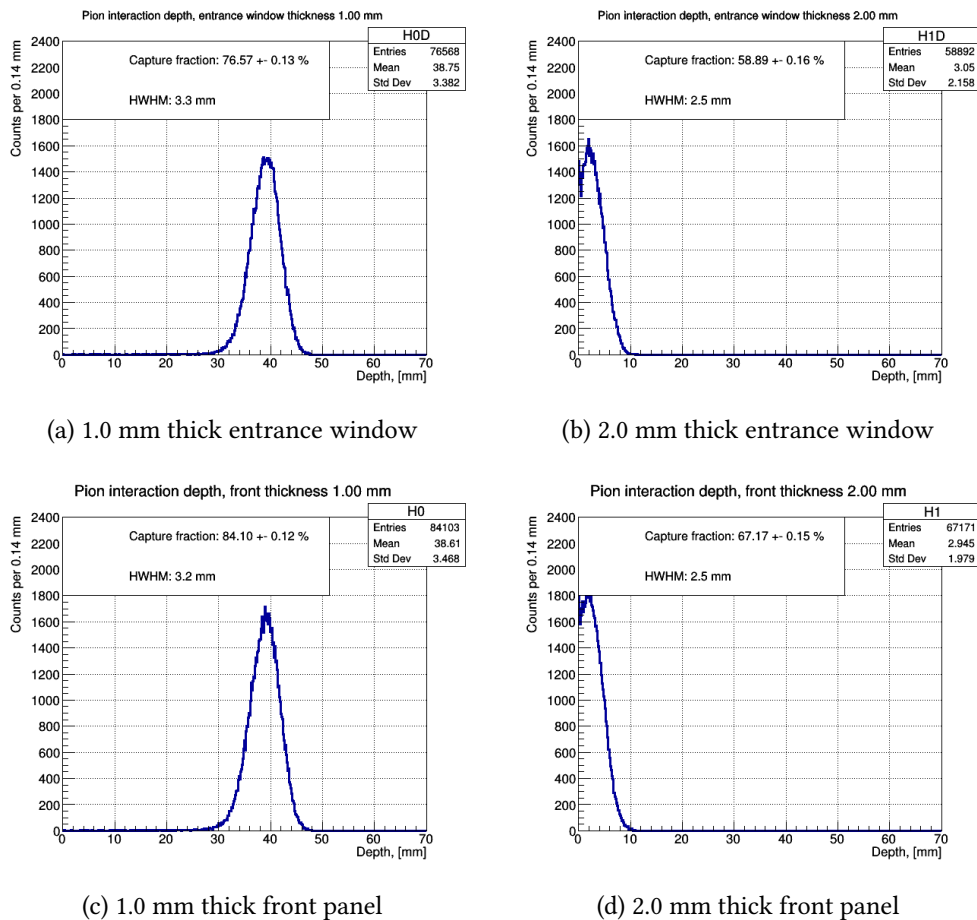 Pion interaction depth, entrance window thickness 1.00 mm
Counts per 0.14 mm
Capture fraction: 76.57 +- 0.13 %
HWHM: 3.3 mm
H0D
Entries 76568
Mean 38.75
Std Dev 3.382
2400
2200
2000
1800
1600
1400
1200
1000
800
600
400
200
0
0 10 20 30 40 50 60 70
Depth, [mm]
(a) 1.0 mm thick entrance window
Pion interaction depth, entrance window thickness 2.00 mm
Counts per 0.14 mm
Capture fraction: 58.89 +- 0.16 %
HWHM: 2.5 mm
H1D
Entries 58892
Mean 3.05
Std Dev 2.158
2400
2200
2000
1800
1600
1400
1200
1000
800
600
400
200
0
0 10 20 30 40 50 60 70
Depth, [mm]
(b) 2.0 mm thick entrance window
Pion interaction depth, front thickness 1.00 mm
Counts per 0.14 mm
Capture fraction: 84.10 +- 0.12 %
HWHM: 3.2 mm
H0
Entries 84103
Mean 38.61
Std Dev 3.468
2400
2200
2000
1800
1600
1400
1200
1000
800
600
400
200
0
0 10 20 30 40 50 60 70
Depth, [mm]
(c) 1.0 mm thick front panel
Pion interaction depth, front thickness 2.00 mm
Counts per 0.14 mm
Capture fraction: 67.17 +- 0.15 %
HWHM: 2.5 mm
H1
Entries 67171
Mean 2.945
Std Dev 1.979
2400
2200
2000
1800
1600
1400
1200
1000
800
600
400
200
0
0 10 20 30 40 50 60 70
Depth, [mm]
(d) 2.0 mm thick front panel